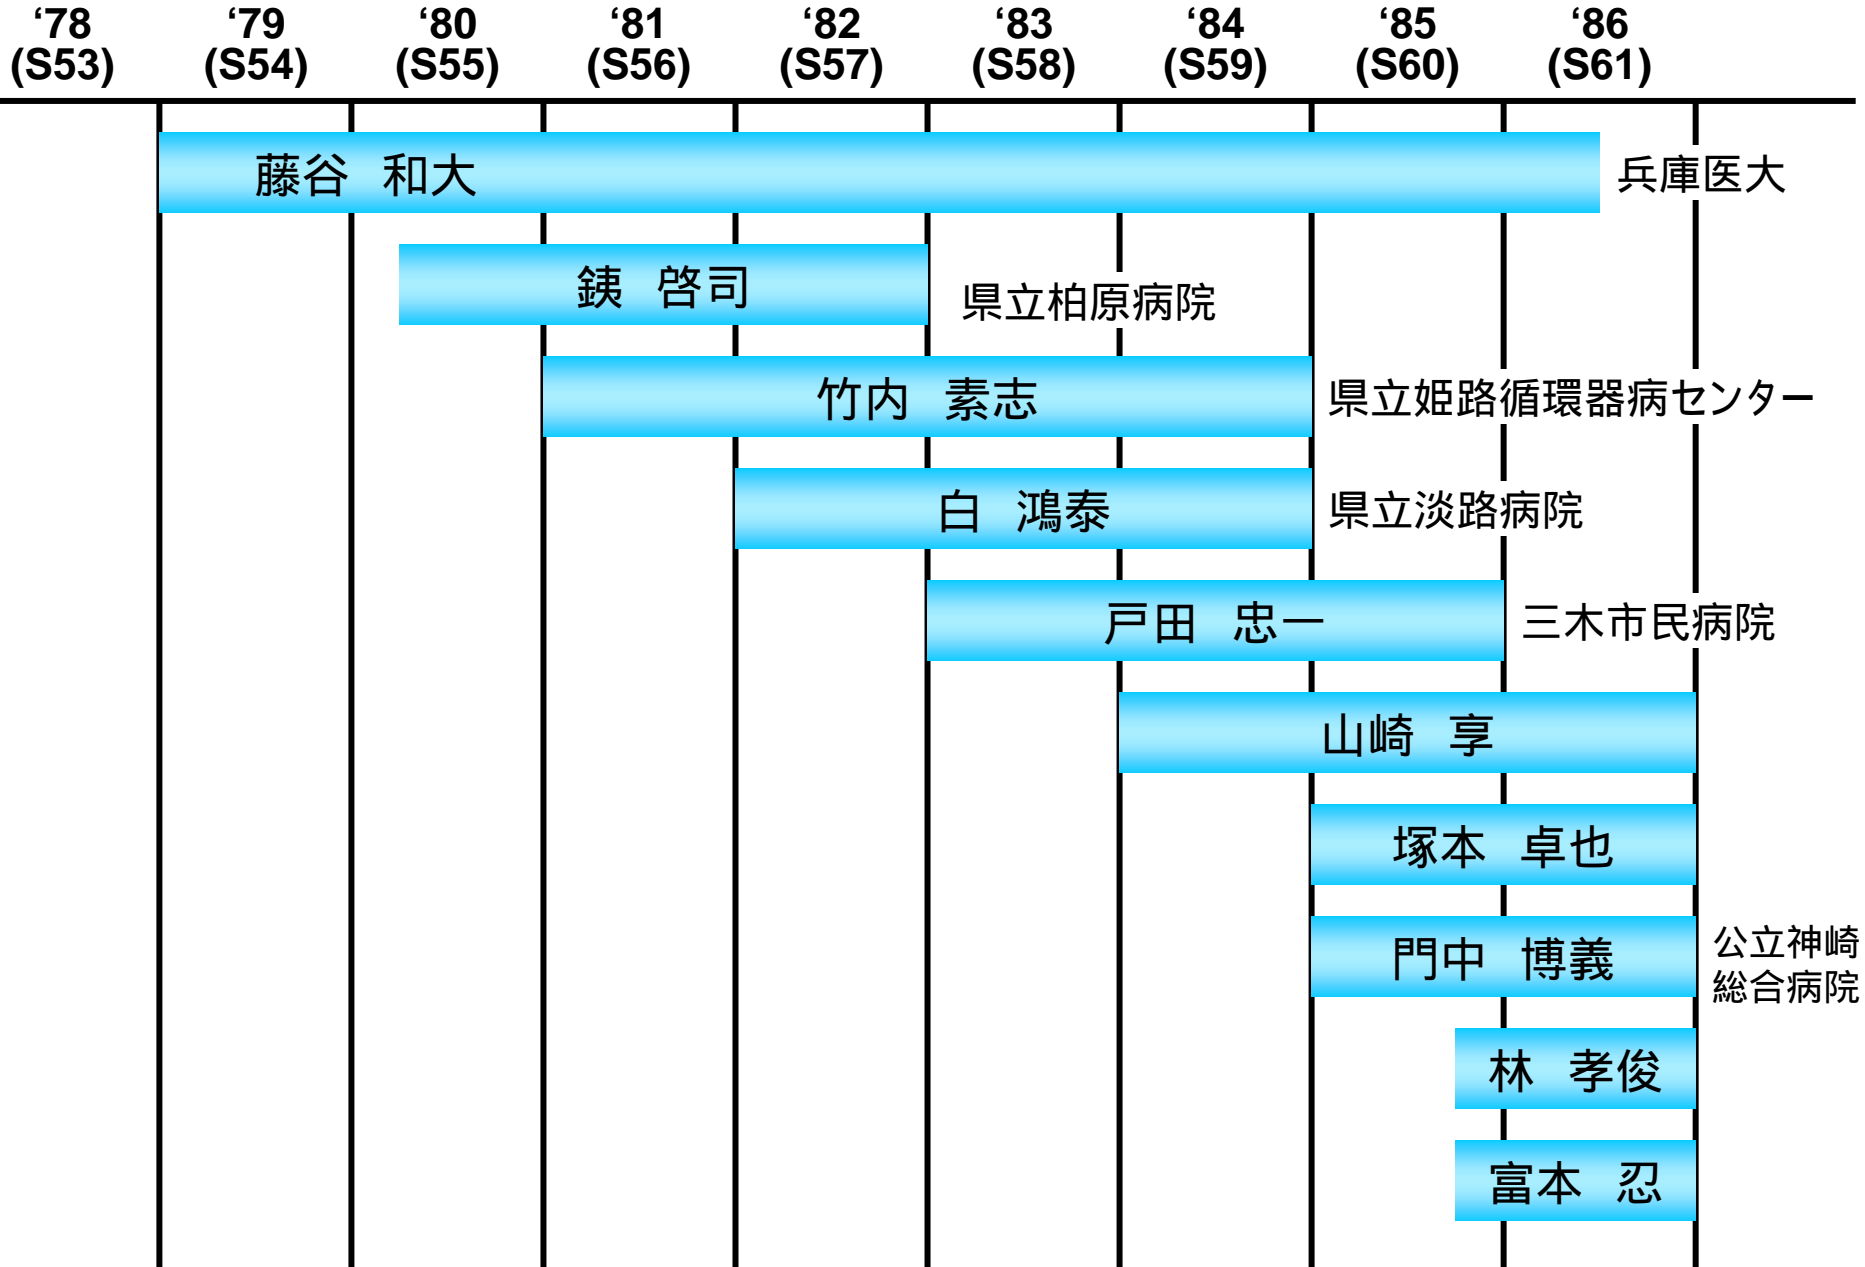 ‘78 ‘79 ‘80 ‘81 ‘82 ‘83 ‘84 ‘85 ‘86
(S53) (S54) (S55) (S56) (S57) (S58) (S59) (S60) (S61)
藤谷 和大 兵庫医大
銕 啓司 県立柏原病院
竹内 素志 県立姫路循環器病センター
白 鴻泰 県立淡路病院
戸田 忠一 三木市民病院
山崎 享
塚本 卓也
門中 博義 公立神崎
総合病院
林 孝俊
富本 忍